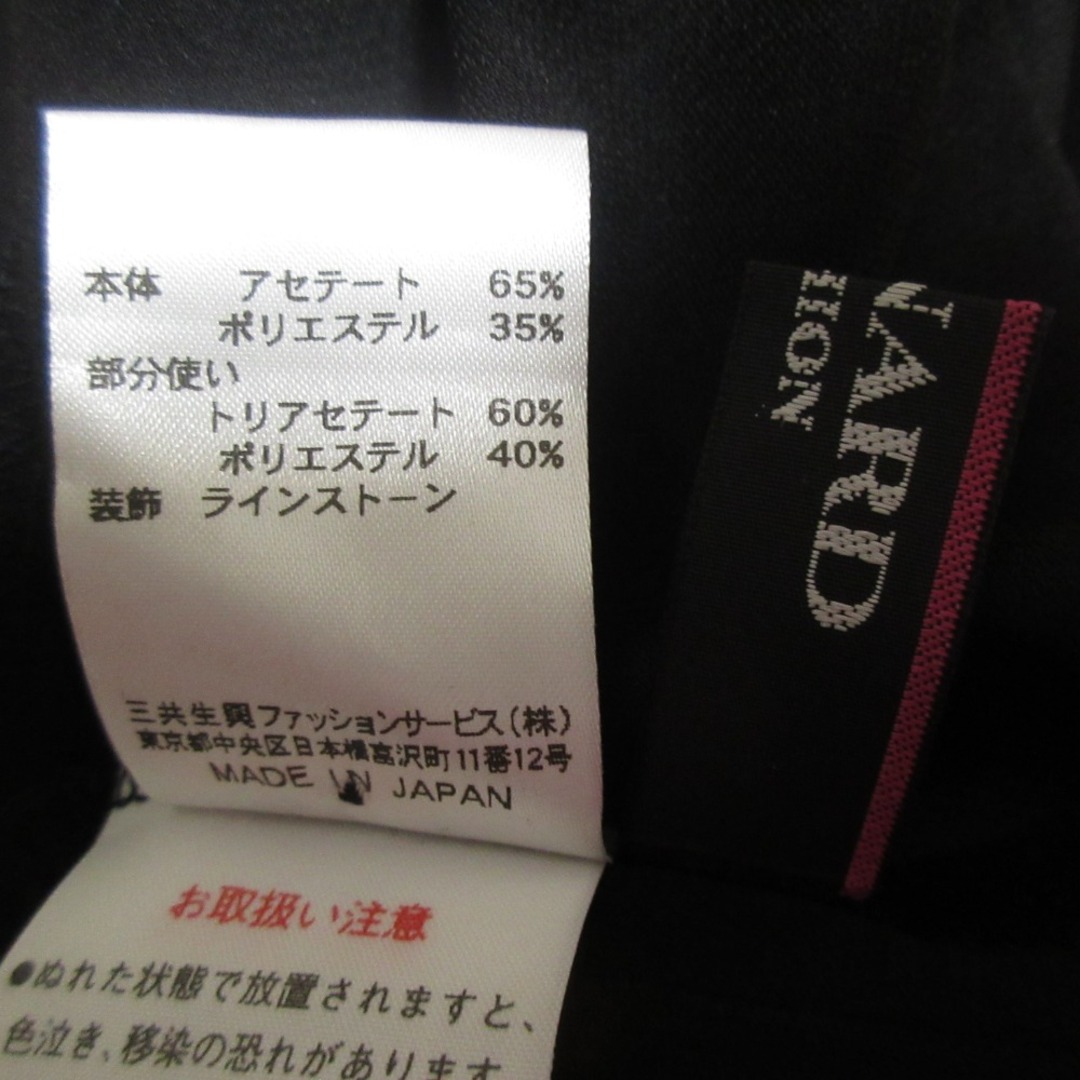 本体 アセテート 65%
ポリエステル 35%
部分使い
トリアセテート 60%
ポリエステル 40%
装飾 ラインストーン
三共生興ファッションサービス(株)
東京都中央区日本橋富沢町11番12号
MADE IN JAPAN
お取扱い注意
●ぬれた状態で放置されますと、
色泣き、移染の恐れがあります
NARD